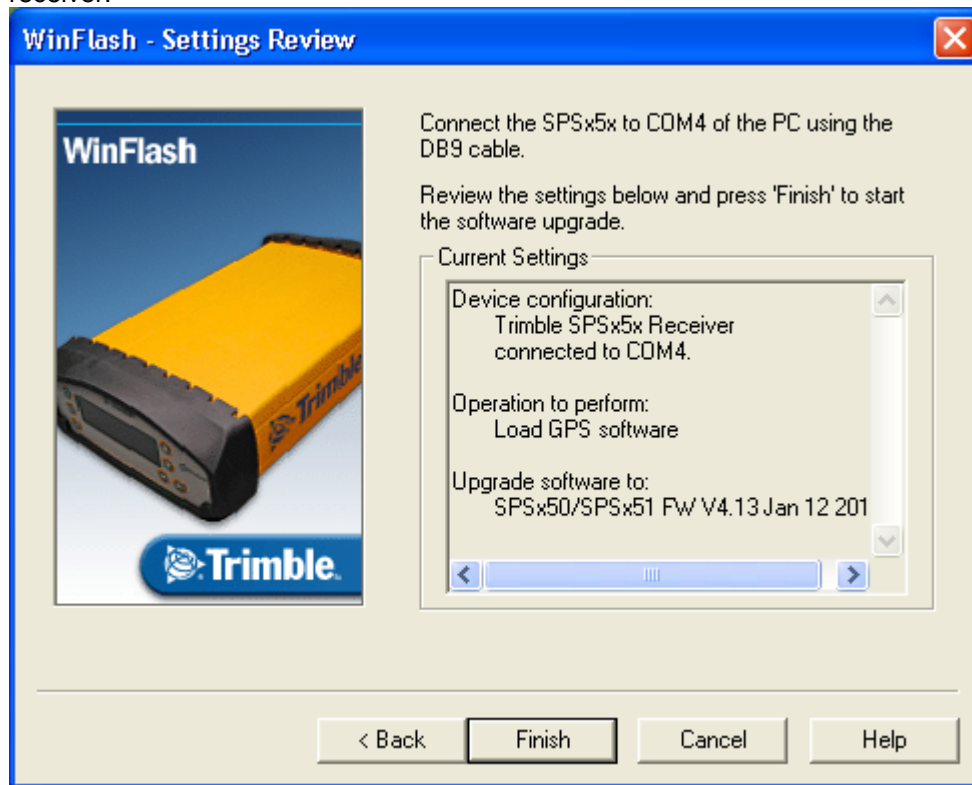 receiver.
WinFlash - Settings Review
WinFlash
Trimble
Trimble.
Connect the SPSx5x to COM4 of the PC using the
DB9 cable.
Review the settings below and press 'Finish' to start
the software upgrade.
Current Settings
Device configuration:
Trimble SPSx5x Receiver
connected to COM4.
Operation to perform:
Load GPS software
Upgrade software to:
SPSx50/SPSx51 FW V4.13 Jan 12 201
< Back
Finish
Cancel
Help